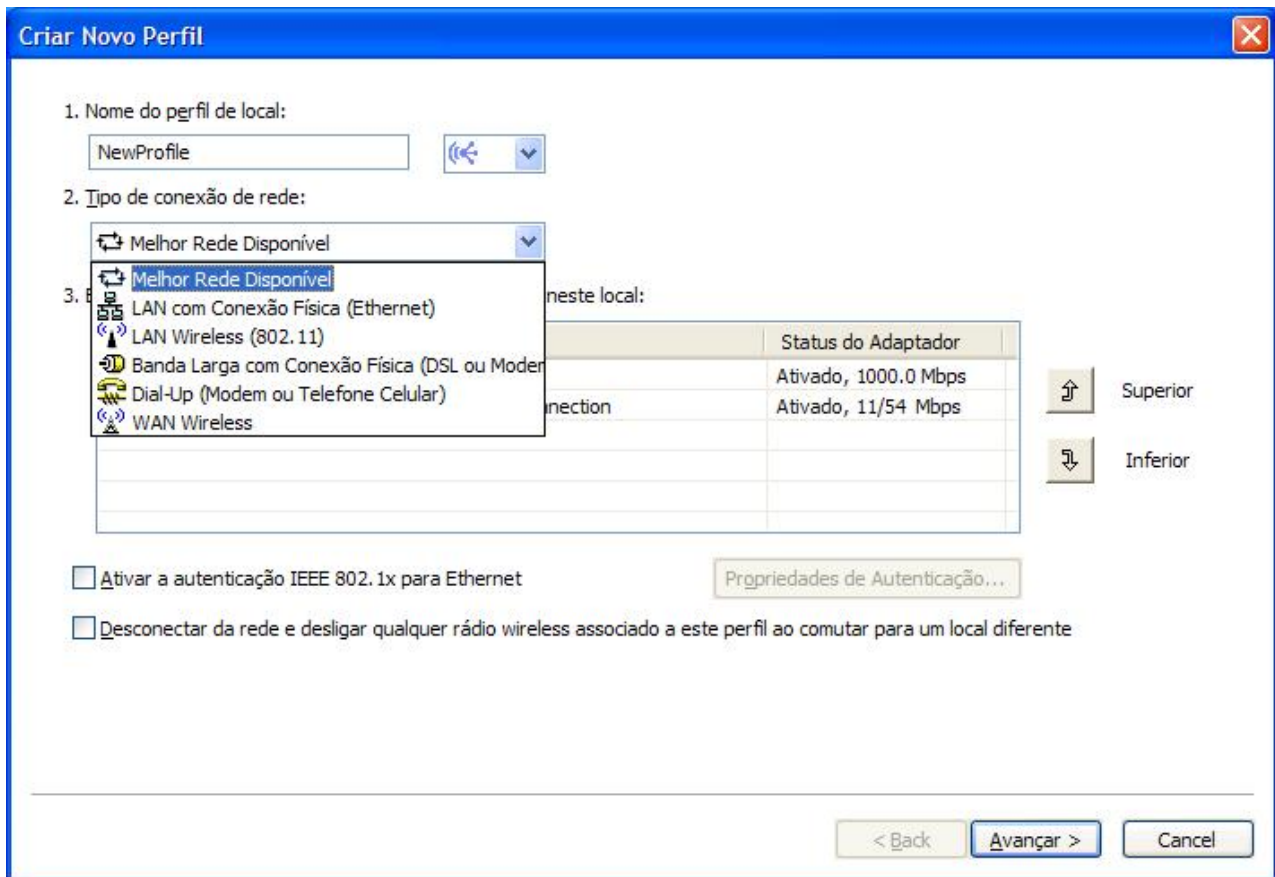 Criar Novo Perfil
1. Nome do perfil de local:
NewProfile
2. Tipo de conexão de rede:
Melhor Rede Disponível
Melhor Rede Disponível
LAN com Conexão Física (Ethernet)
3. neste local:
LAN Wireless (802.11)
Status do Adaptador
Banda Larga com Conexão Física (DSL ou
Ativado, 1000.0 Mbps
Dial-Up (Modem ou Telefone Celular)
Ativado, 11/54 Mbps
WAN Wireless
Superior
Inferior
Ativar a autenticação IEEE 802.1x para Ethernet
Propriedades de Autenticação...
Desconectar da rede e desligar qualquer rádio wireless associado a este perfil ao comutar para um local diferente
< Back
Avançar >
Cancel